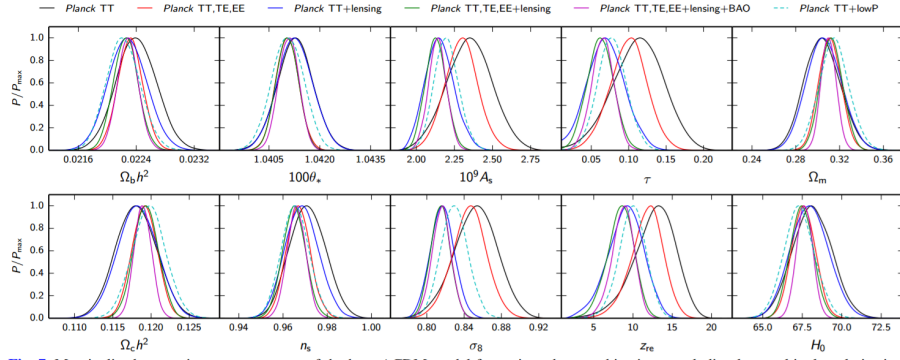 Planck TT Planck TT,TE,EE Planck TT+lensing Planck TT,TE,EE+lensing Planck TT,TE,EE+lensing+BAO Planck TT+lowP
P/Pmax
1.0
0.8
0.6
0.4
0.2
0.0
0.0216 0.0224 0.0232
Ωbh²
1.0405 1.0420 1.0435
100θ*
2.00 2.25 2.50 2.75
10⁹As
0.05 0.10 0.15 0.20
τ
0.24 0.28 0.32 0.36
Ωm
P/Pmax
1.0
0.8
0.6
0.4
0.2
0.0
0.110 0.115 0.120 0.125
Ωch²
0.94 0.96 0.98 1.00
ns
0.80 0.84 0.88 0.92
σ8
5 10 15 20
zre
65.0 67.5 70.0 72.5
H0